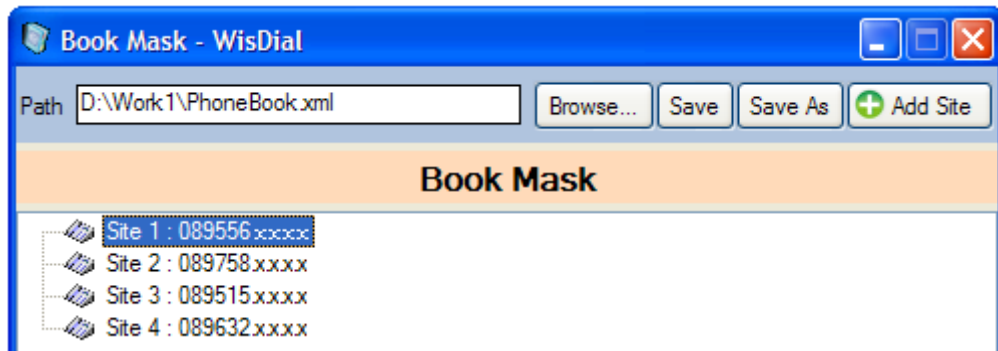 Book Mask - WisDial
Path D:\Work1\PhoneBook.xml Browse... Save Save As Add Site
Book Mask
Site 1 : 089556xxxx
Site 2 : 089758xxxx
Site 3 : 089515xxxx
Site 4 : 089632xxxx